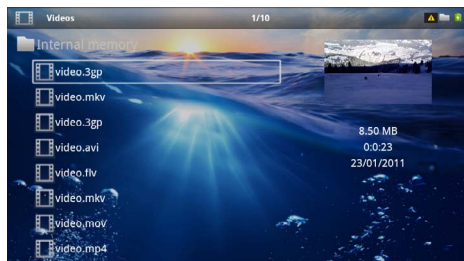 Videos 1/10
Internal memory
video.3gp
video.mkv
video.3gp
video.avi
video.flv
video.mkv
video.mov
video.mp4
8.50 MB
0:0:23
23/01/2011